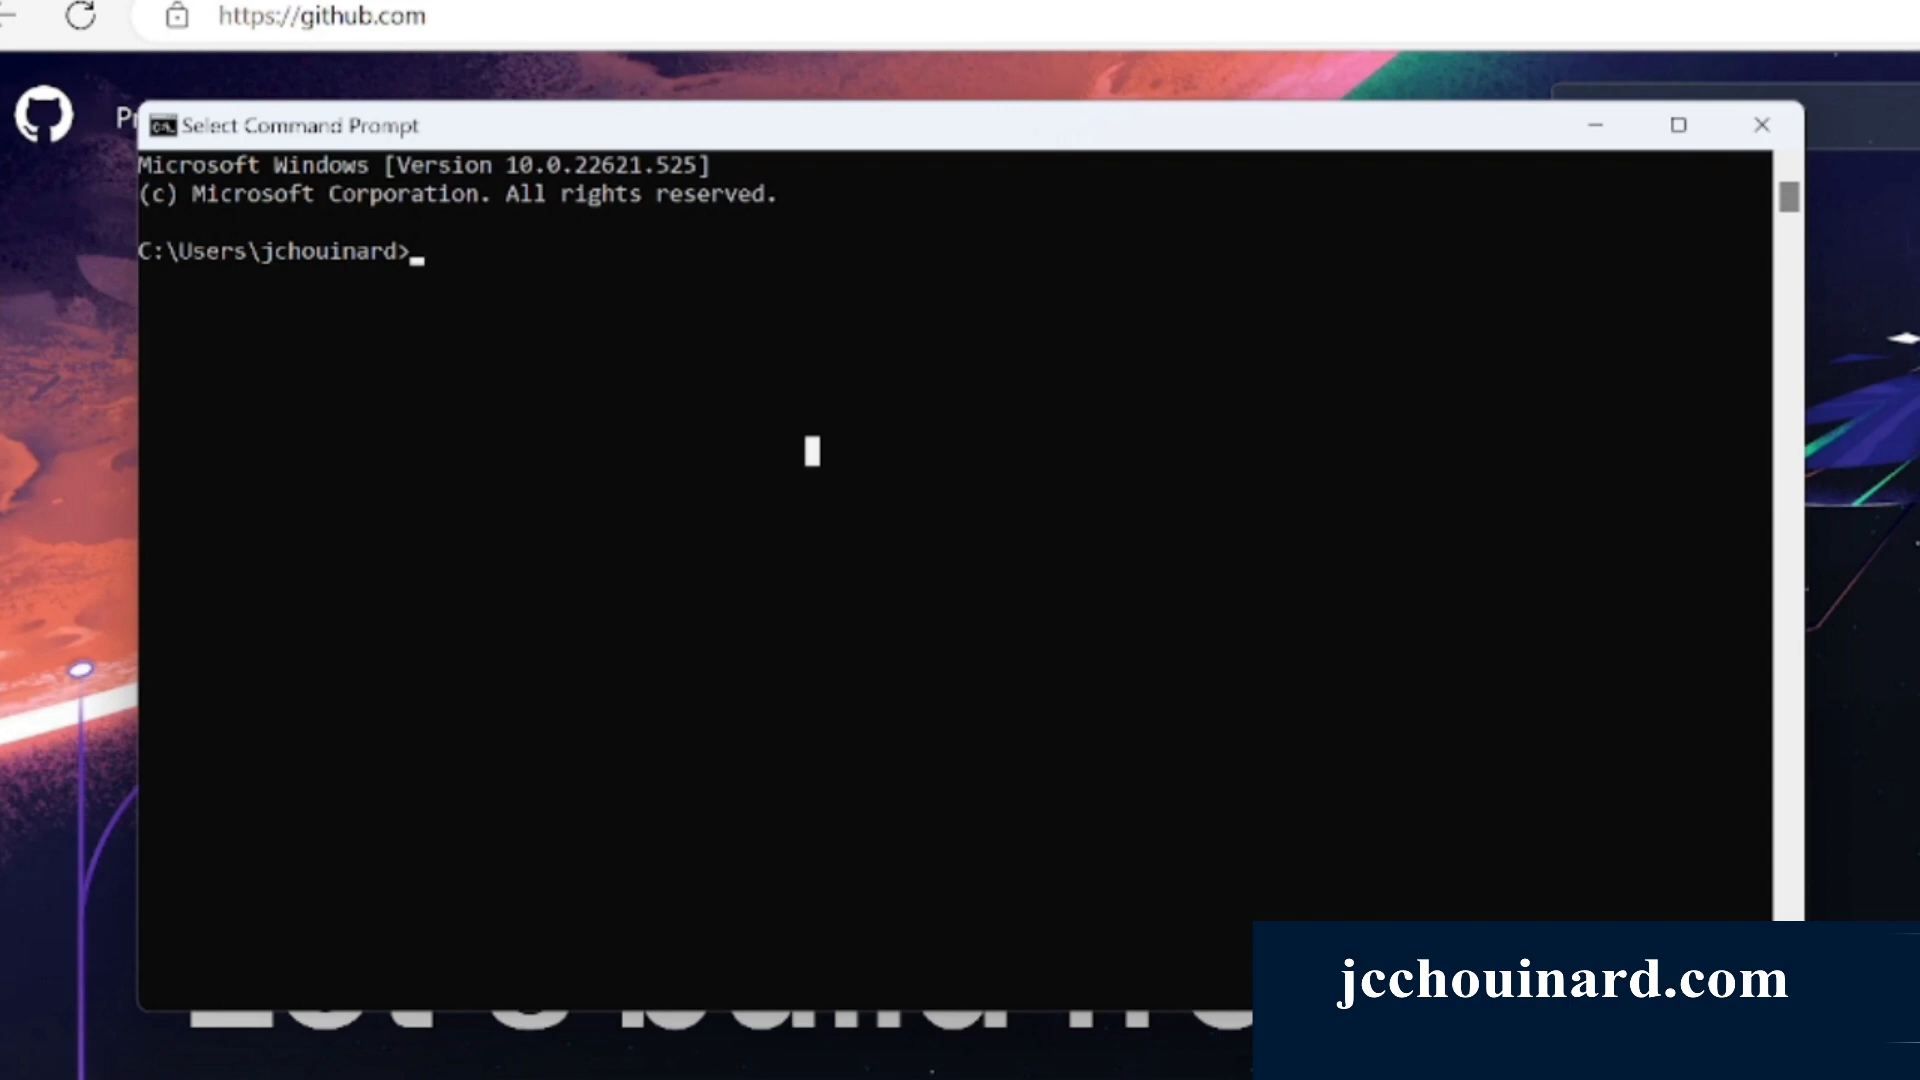 https://github.com
Select Command Prompt
Microsoft Windows [Version 10.0.22621.525]
(c) Microsoft Corporation. All rights reserved.
C:\Users\jchouinard>
jcchouinard.com